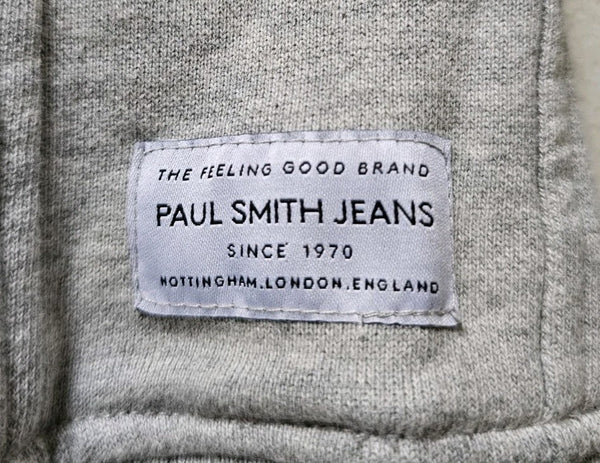 THE FEELING GOOD BRAND
PAUL SMITH JEANS
SINCE 1970
NOTTINGHAM.LONDON.ENGLAND